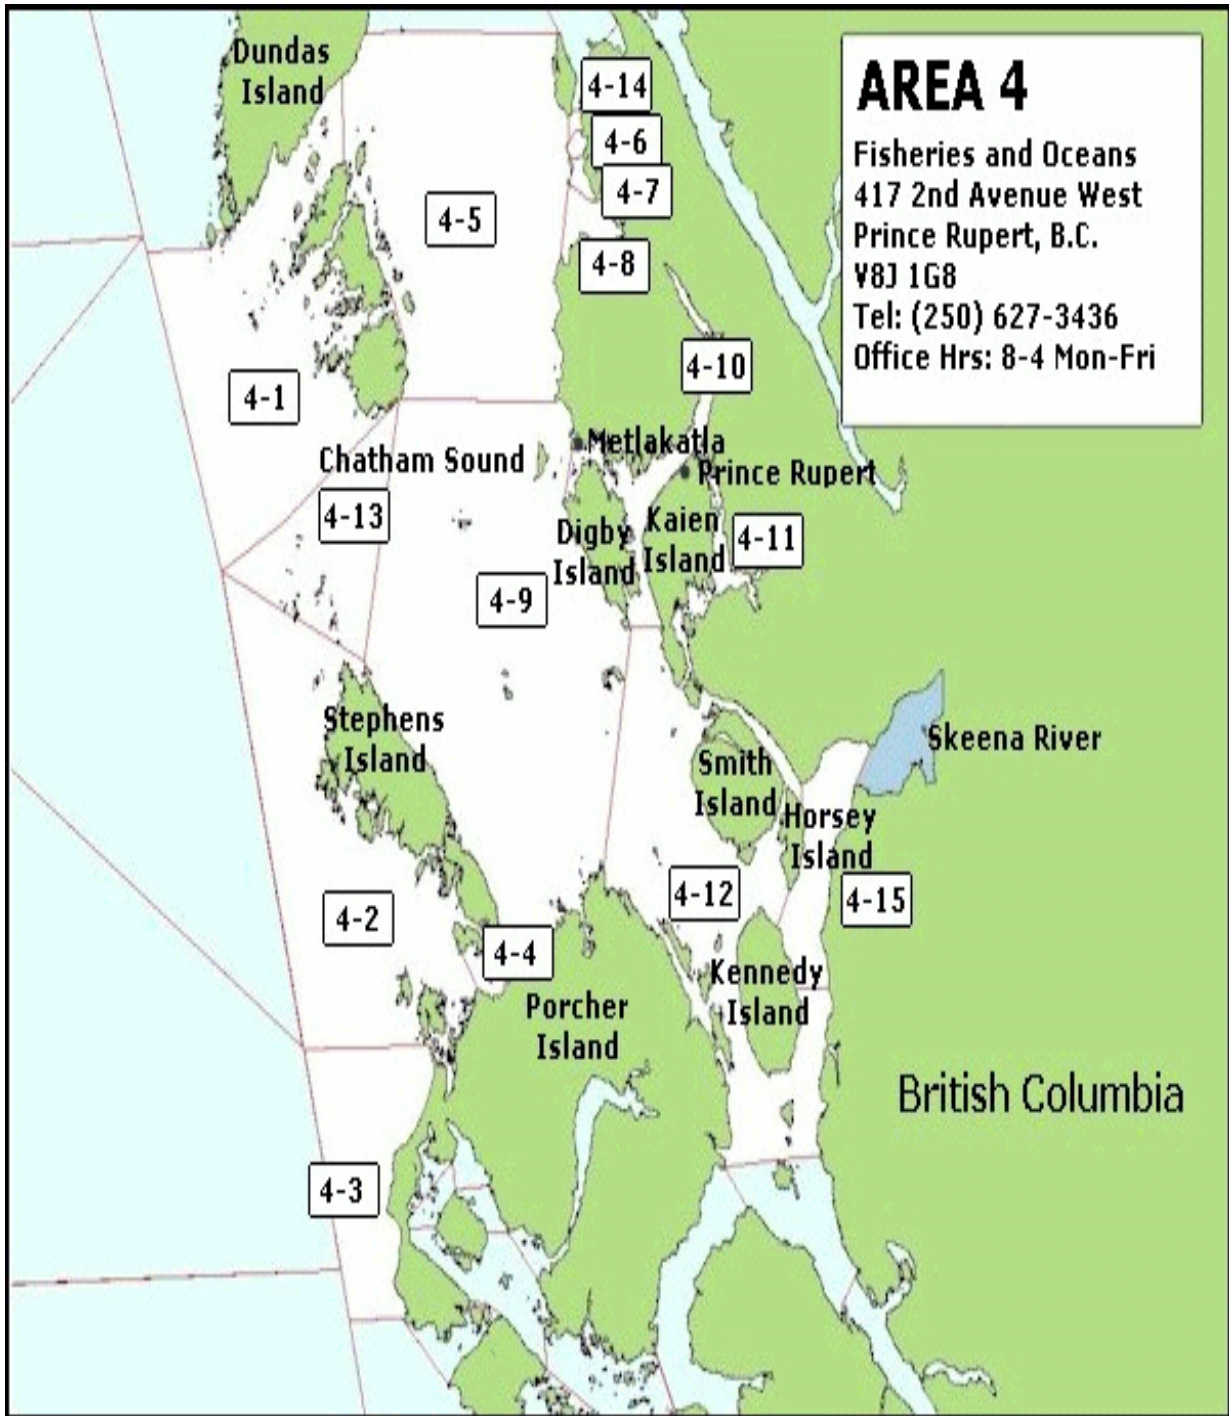 Dundas
Island
4-14
4-6
4-7
4-5
4-8
AREA 4
Fisheries and Oceans
417 2nd Avenue West
Prince Rupert, B.C.
V8J 1G8
Tel: (250) 627-3436
Office Hrs: 8-4 Mon-Fri
4-10
4-1
Metlakatla
Chatham Sound
Prince Rupert
4-13
Digby
Island
Kaien
Island
4-11
4-9
Stephens
Island
Skeena River
Smith
Island
Horsey
Island
4-12
4-15
4-2
4-4
Kennedy
Island
Porcher
Island
British Columbia
4-3